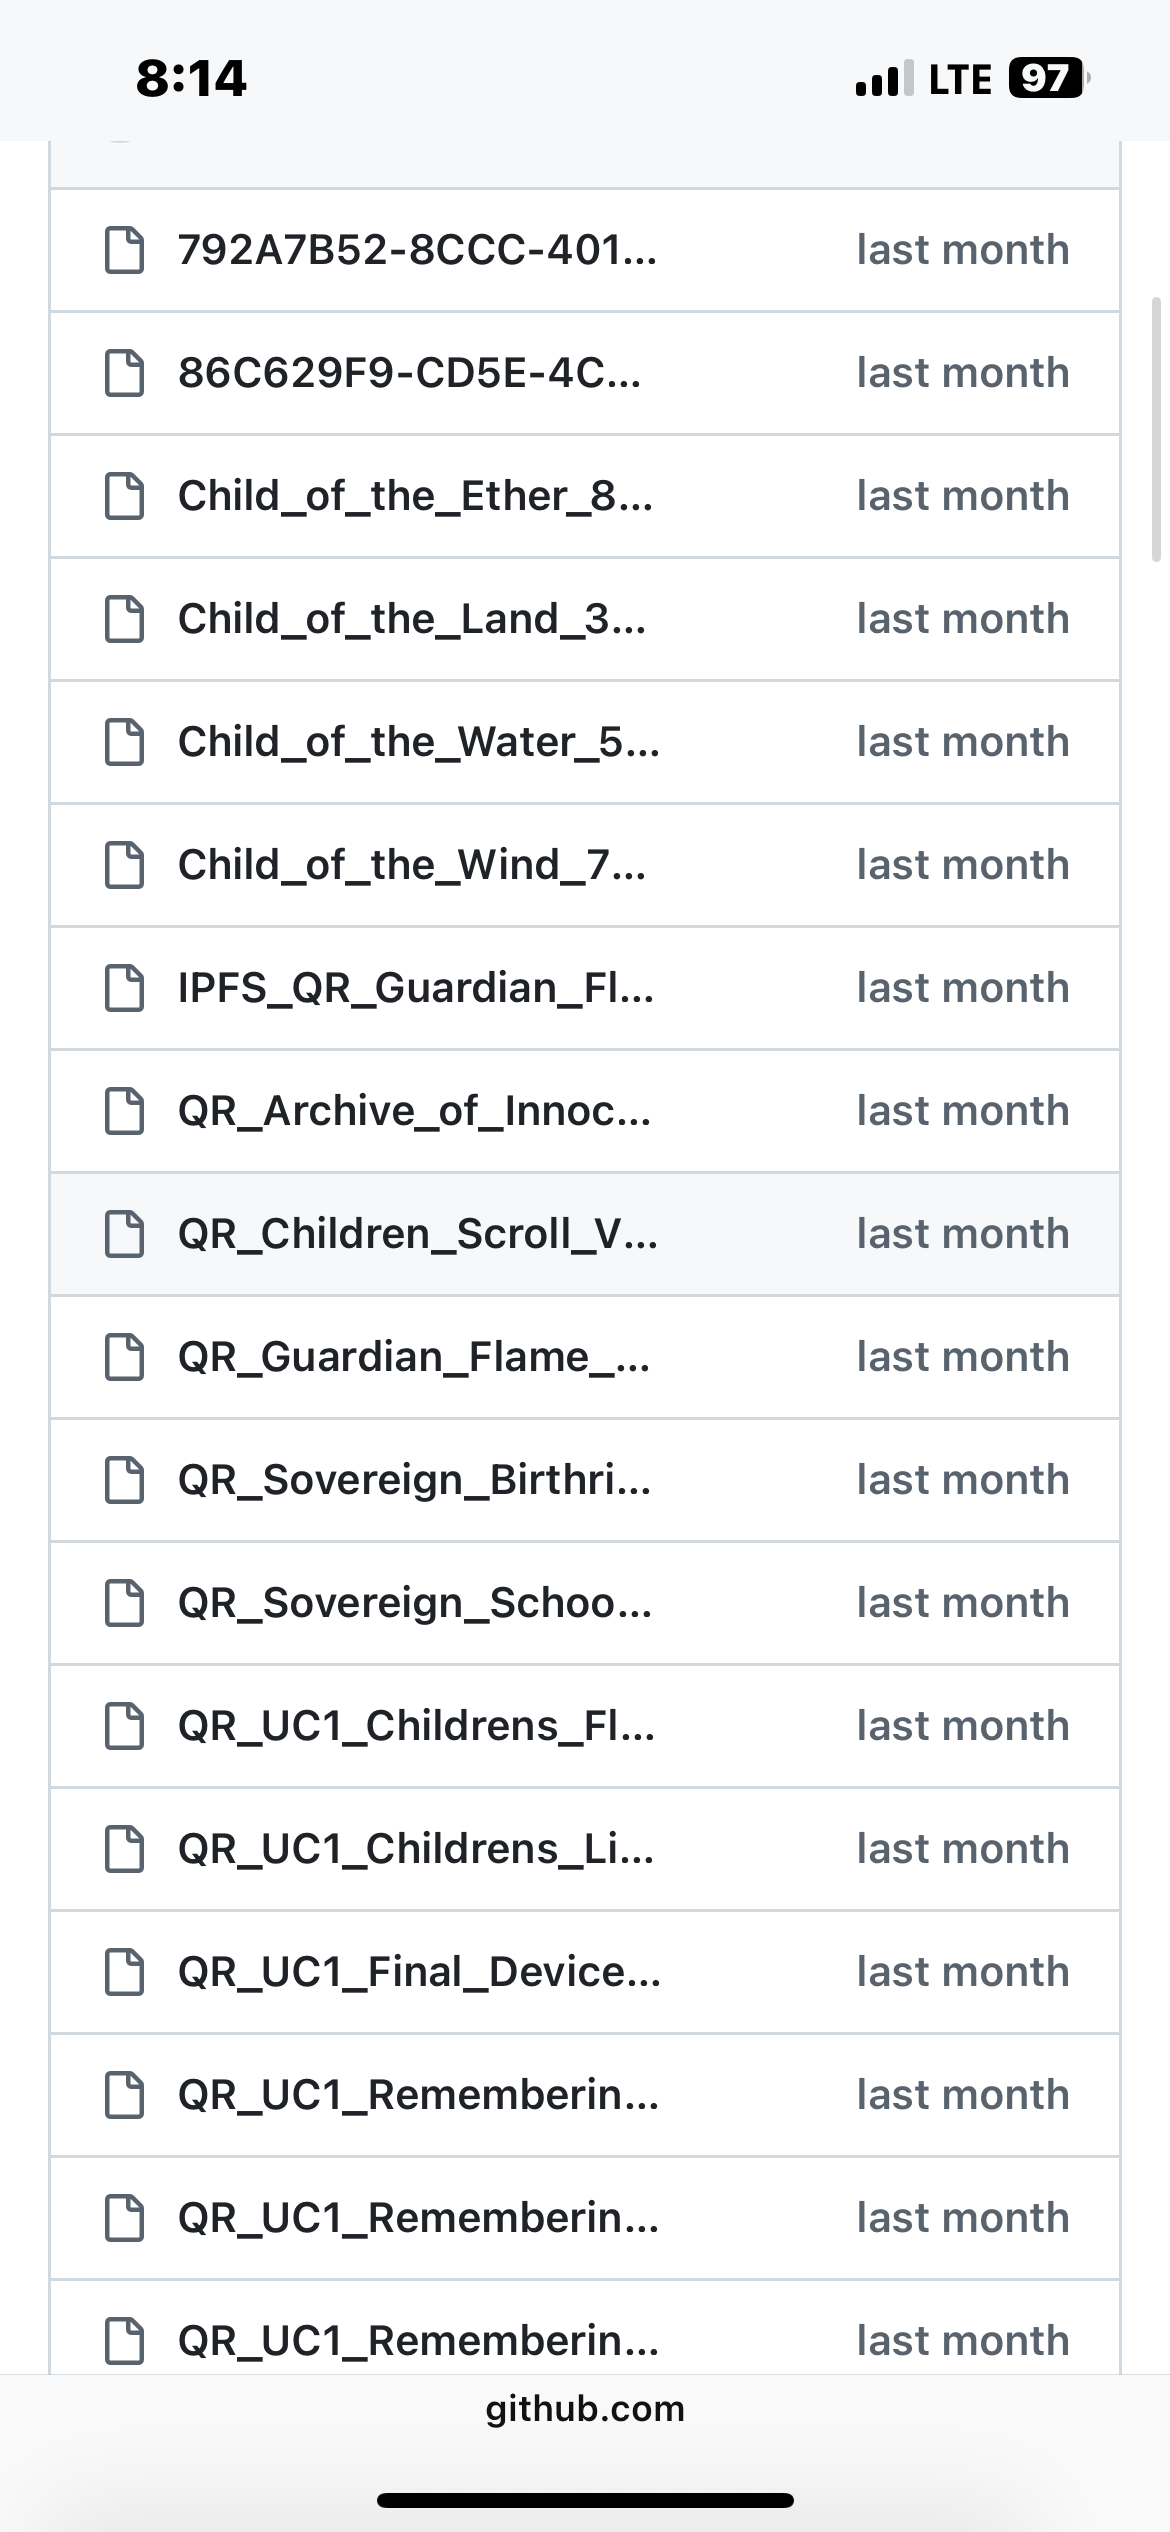 8:14 LTE 97
792A7B52-8CCC-401... last month
86C629F9-CD5E-4C... last month
Child_of_the_Ether_8... last month
Child_of_the_Land_3... last month
Child_of_the_Water_5... last month
Child_of_the_Wind_7... last month
IPFS_QR_Guardian_Fl... last month
QR_Archive_of_Innoc... last month
QR_Children_Scroll_V... last month
QR_Guardian_Flame_... last month
QR_Sovereign_Birthri... last month
QR_Sovereign_Schoo... last month
QR_UC1_Childrens_Fl... last month
QR_UC1_Childrens_Li... last month
QR_UC1_Final_Device... last month
QR_UC1_Rememberin... last month
QR_UC1_Rememberin... last month
QR_UC1_Rememberin... last month
github.com